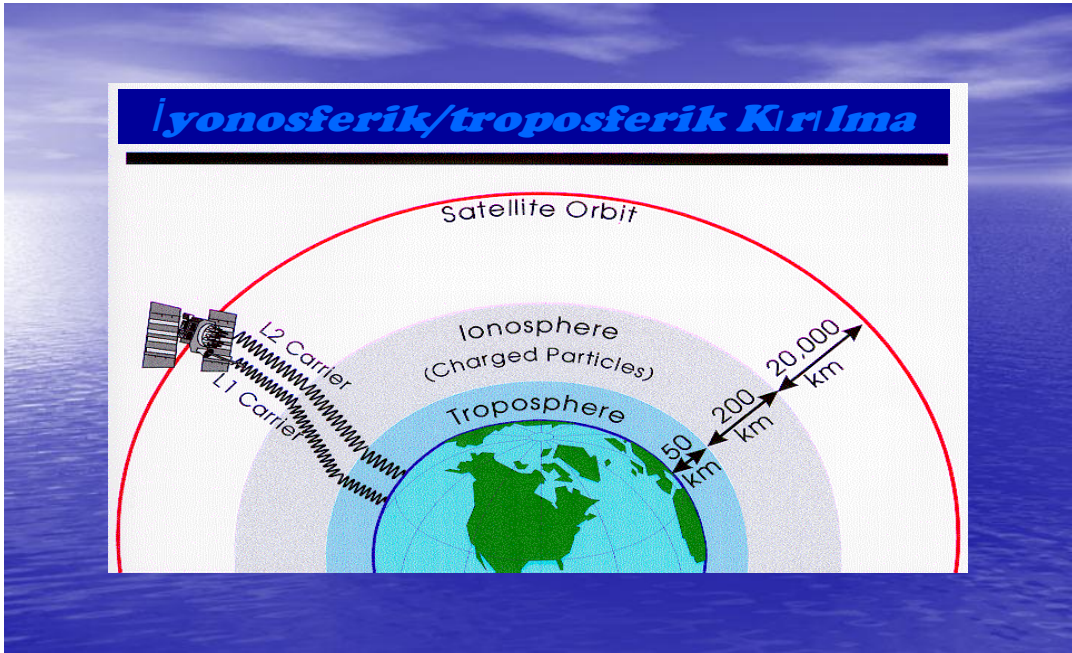 İyonosferik/troposferik Kırılma
Satellite Orbit
Ionosphere
(Charged Particles)
Troposphere
L2 Carrier
L1 Carrier
20,000
km
200
km
50
km